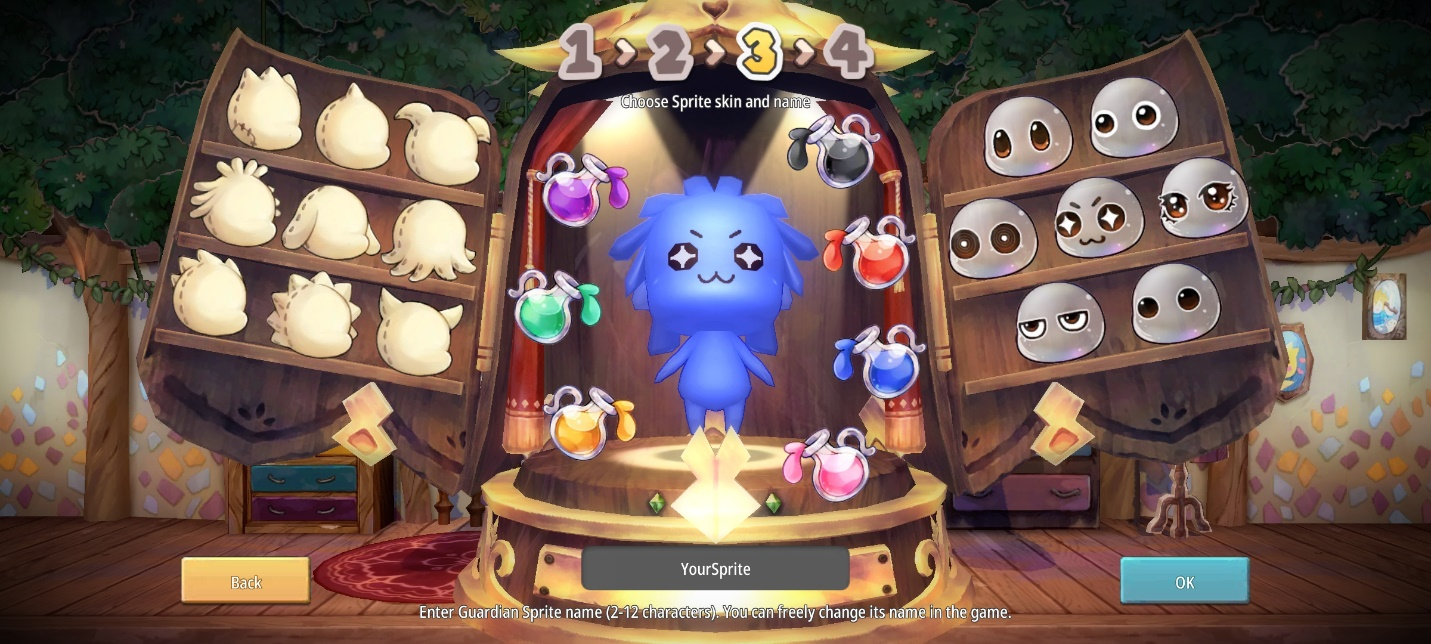 1 > 2 > 3 > 4
Choose Sprite skin and name
YourSprite
Back
OK
Enter Guardian Sprite name (2-12 characters). You can freely change its name in the game.